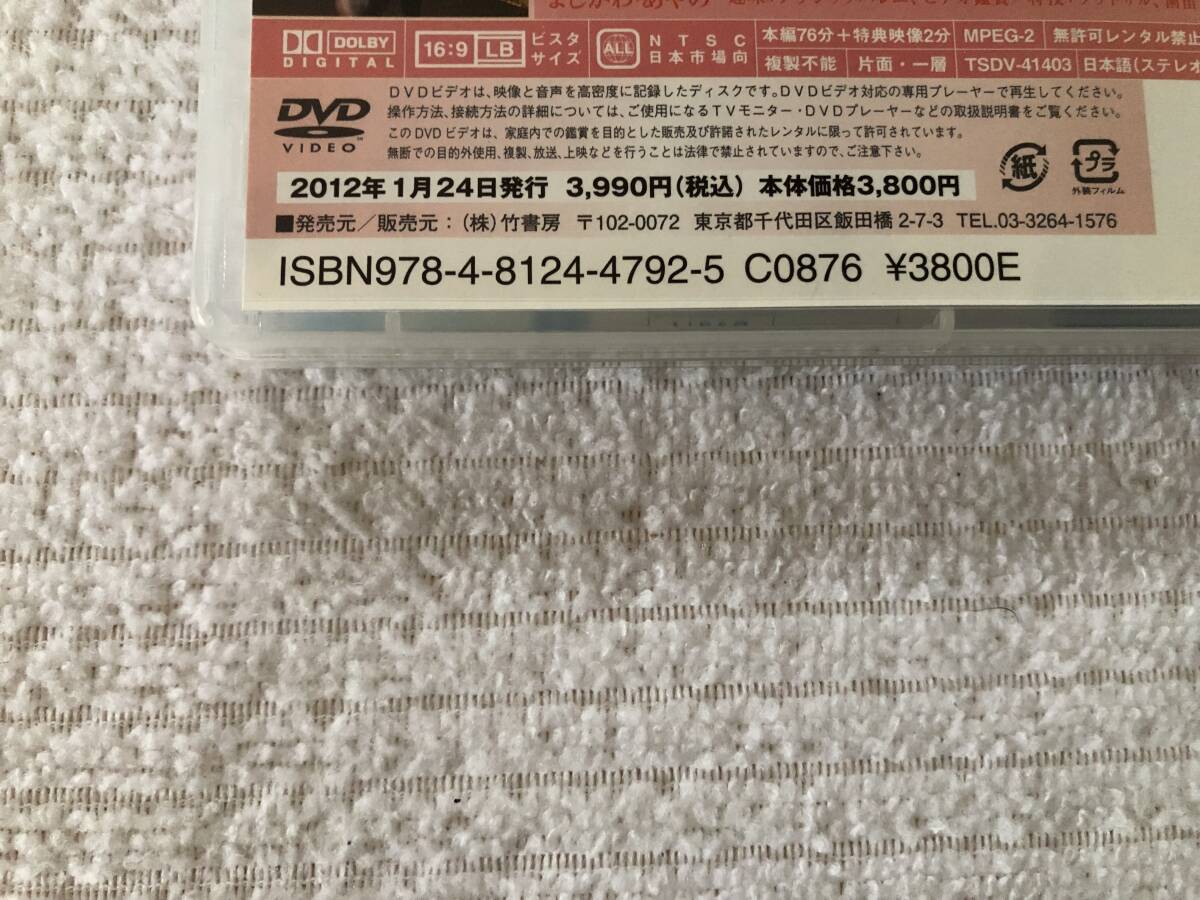 DOLBY DIGITAL
16:9 LB
ビスタサイズ
ALL
NTSC 日本市場向
本編76分+特典映像2分 MPEG-2 無許可レンタル禁止
複製不能 片面・一層 TSDV-41403 日本語(ステレオ
DVD VIDEO
DVDビデオは、映像と音声を高密度に記録したディスクです。DVDビデオ対応の専用プレーヤーで再生してください。
操作方法、接続方法の詳細については、ご使用になるTVモニター・DVDプレーヤーなどの取扱説明書をご覧ください。
このDVDビデオは、家庭内での鑑賞を目的とした販売及び許諾されたレンタルに限って許可されています。
無断での目的外使用、複製、放送、上映などを行うことは法律で禁止されていますので、ご注意下さい。
紙
プラ
外装フィルム
2012年1月24日発行 3,990円(税込) 本体価格3,800円
■発売元/販売元:(株)竹書房 〒102-0072 東京都千代田区飯田橋2-7-3 TEL.03-3264-1576
ISBN978-4-8124-4792-5 C0876 ¥3800E